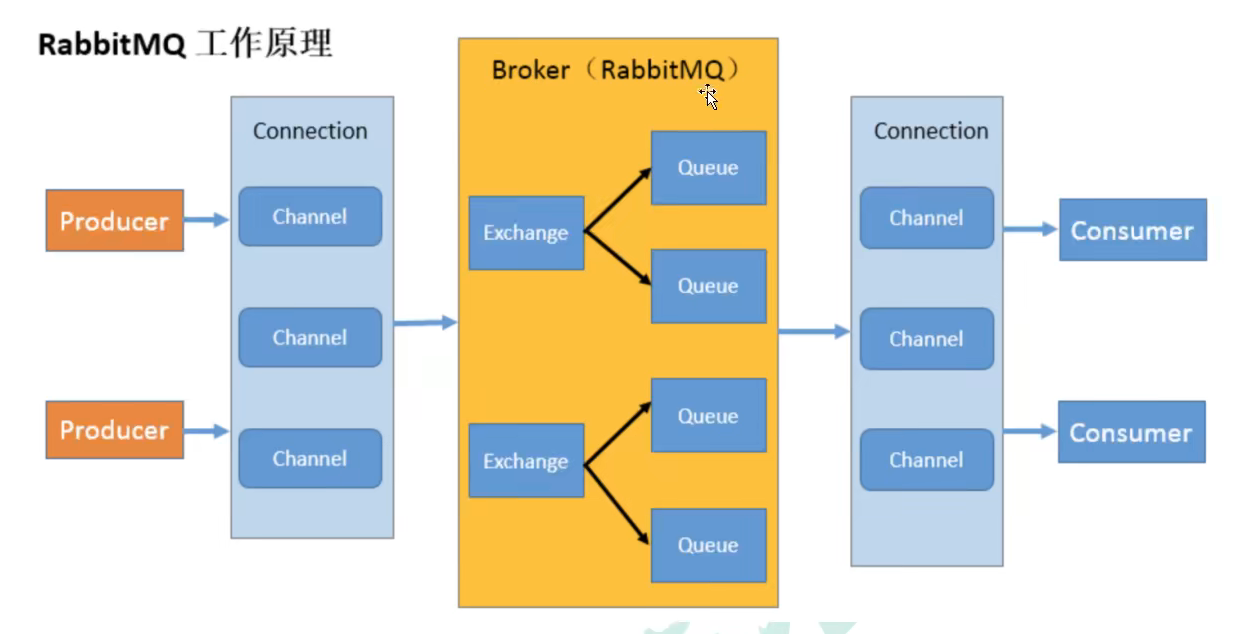 RabbitMQ 工作原理
Broker（RabbitMQ）
Connection
Connection
Queue
Channel
Channel
Producer
Exchange
Consumer
Queue
Channel
Channel
Queue
Producer
Consumer
Channel
Exchange
Channel
Queue